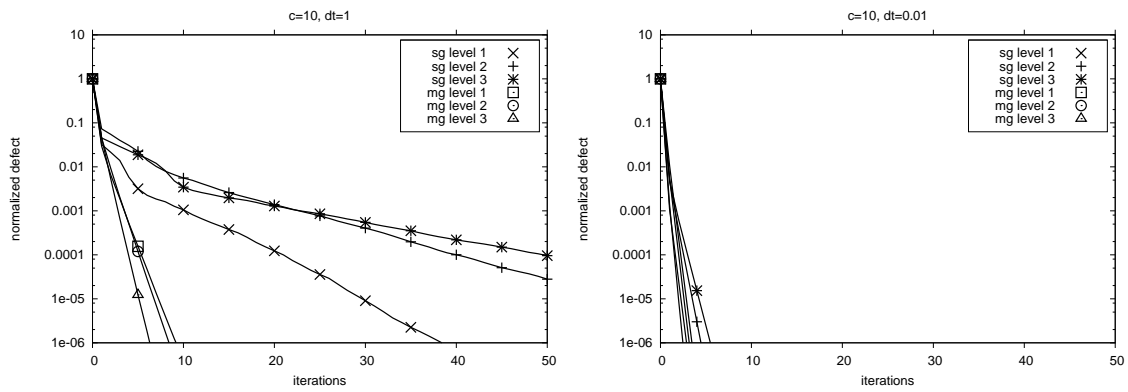 c=10, dt=1
100
10
1
0.1
0.01
0.001
0.0001
1e-05
1e-06
0 10 20 30 40 50
normalized defect
iterations
sg level 1
sg level 2
sg level 3
mg level 1
mg level 2
mg level 3
c=10, dt=0.01
100
10
1
0.1
0.01
0.001
0.0001
1e-05
1e-06
0 10 20 30 40 50
normalized defect
iterations
sg level 1
sg level 2
sg level 3
mg level 1
mg level 2
mg level 3